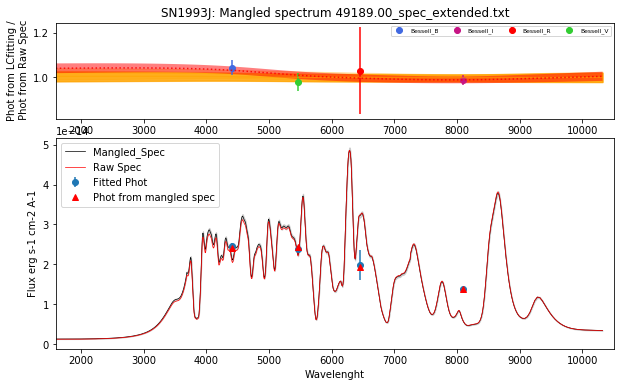 SN1993J: Mangled spectrum 49189.00_spec_extended.txt
Phot from LCfitting /
Phot from Raw Spec
1.2
1.0
Bessell_B
Bessell_I
Bessell_R
Bessell_V
2000 3000 4000 5000 6000 7000 8000 9000 10000
1e−14
Flux erg s-1 cm-2 A-1
5
4
3
2
1
0
Mangled_Spec
Raw Spec
Fitted Phot
Phot from mangled spec
2000 3000 4000 5000 6000 7000 8000 9000 10000
Wavelenght